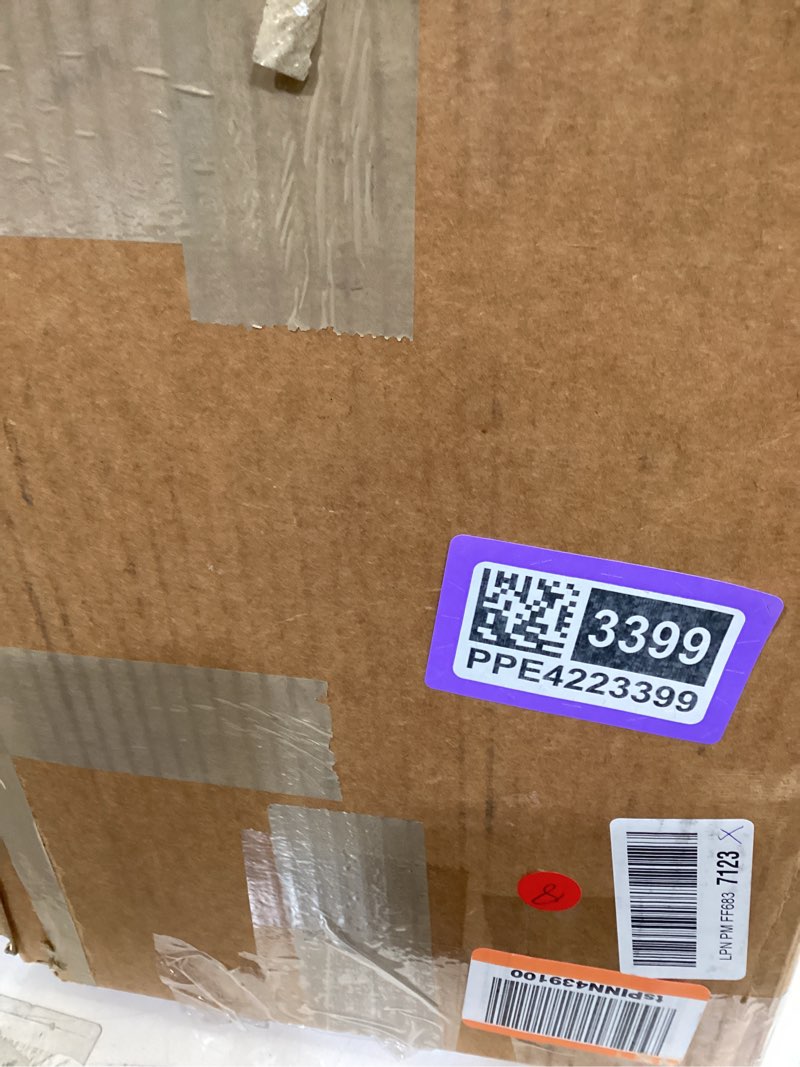 3399
PPE4223399
LPN PM FF683 7123 X
tsPINN439100